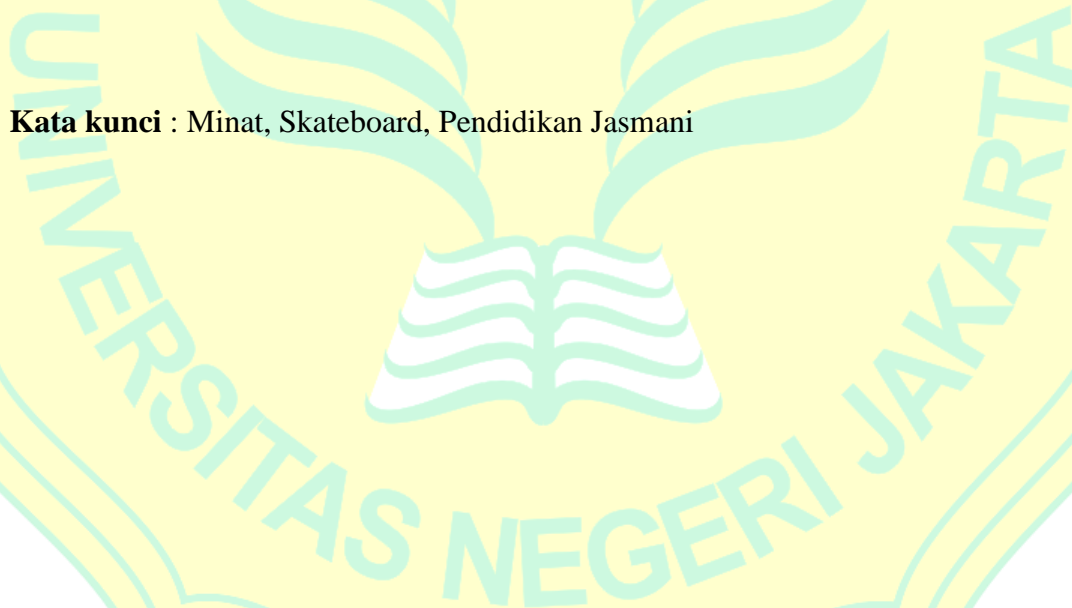 Kata kunci : Minat, Skateboard, Pendidikan Jasmani
UNIVERSITAS NEGERI JAKARTA